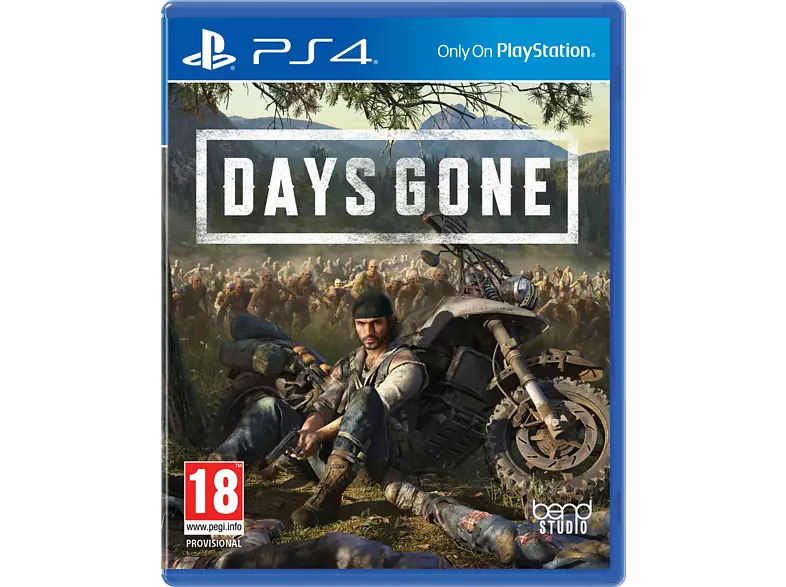 PS4
Only On PlayStation.
DAYS GONE
18
www.pegi.info
PROVISIONAL
bend
STUDIO